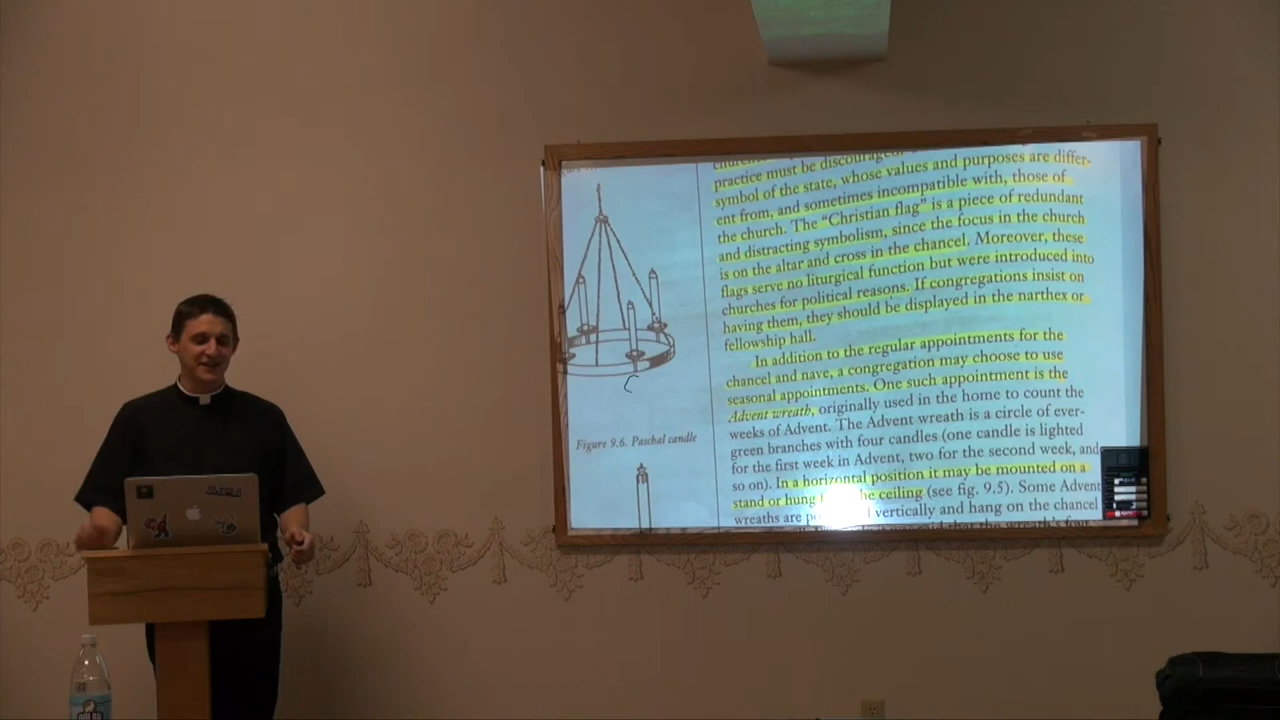 practice must be discouraged.
symbol of the state, whose values and purposes are differ-
ent from, and sometimes incompatible with, those of
the church. The “Christian flag” is a piece of redundant
and distracting symbolism, since the focus in the church
is on the altar and cross in the chancel. Moreover, these
flags serve no liturgical function but were introduced into
churches for political reasons. If congregations insist on
having them, they should be displayed in the narthex or
fellowship hall.
In addition to the regular appointments for the
chancel and nave, a congregation may choose to use
seasonal appointments. One such appointment is the
Advent wreath, originally used in the home to count the
weeks of Advent. The Advent wreath is a circle of ever-
green branches with four candles (one candle is lighted
for the first week in Advent, two for the second week, and
so on). In a horizontal position it may be mounted on a
stand or hung the ceiling (see fig. 9.5). Some Advent
wreaths are vertically and hang on the chancel
Figure 9.6. Paschal candle